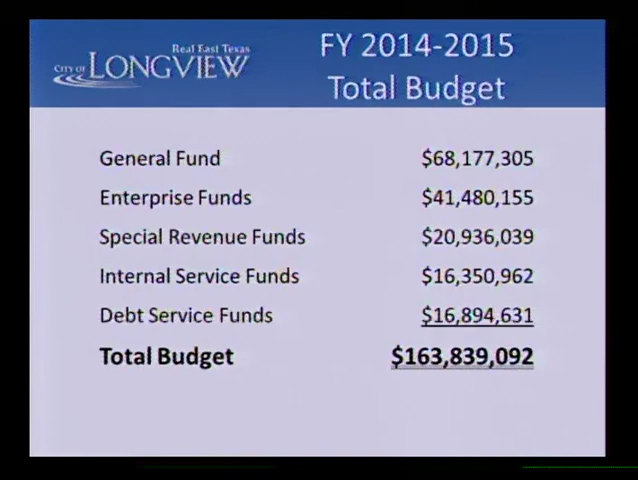 Real East Texas
CITY OF LONGVIEW
FY 2014-2015
Total Budget
General Fund $68,177,305
Enterprise Funds $41,480,155
Special Revenue Funds $20,936,039
Internal Service Funds $16,350,962
Debt Service Funds $16,894,631
Total Budget $163,839,092